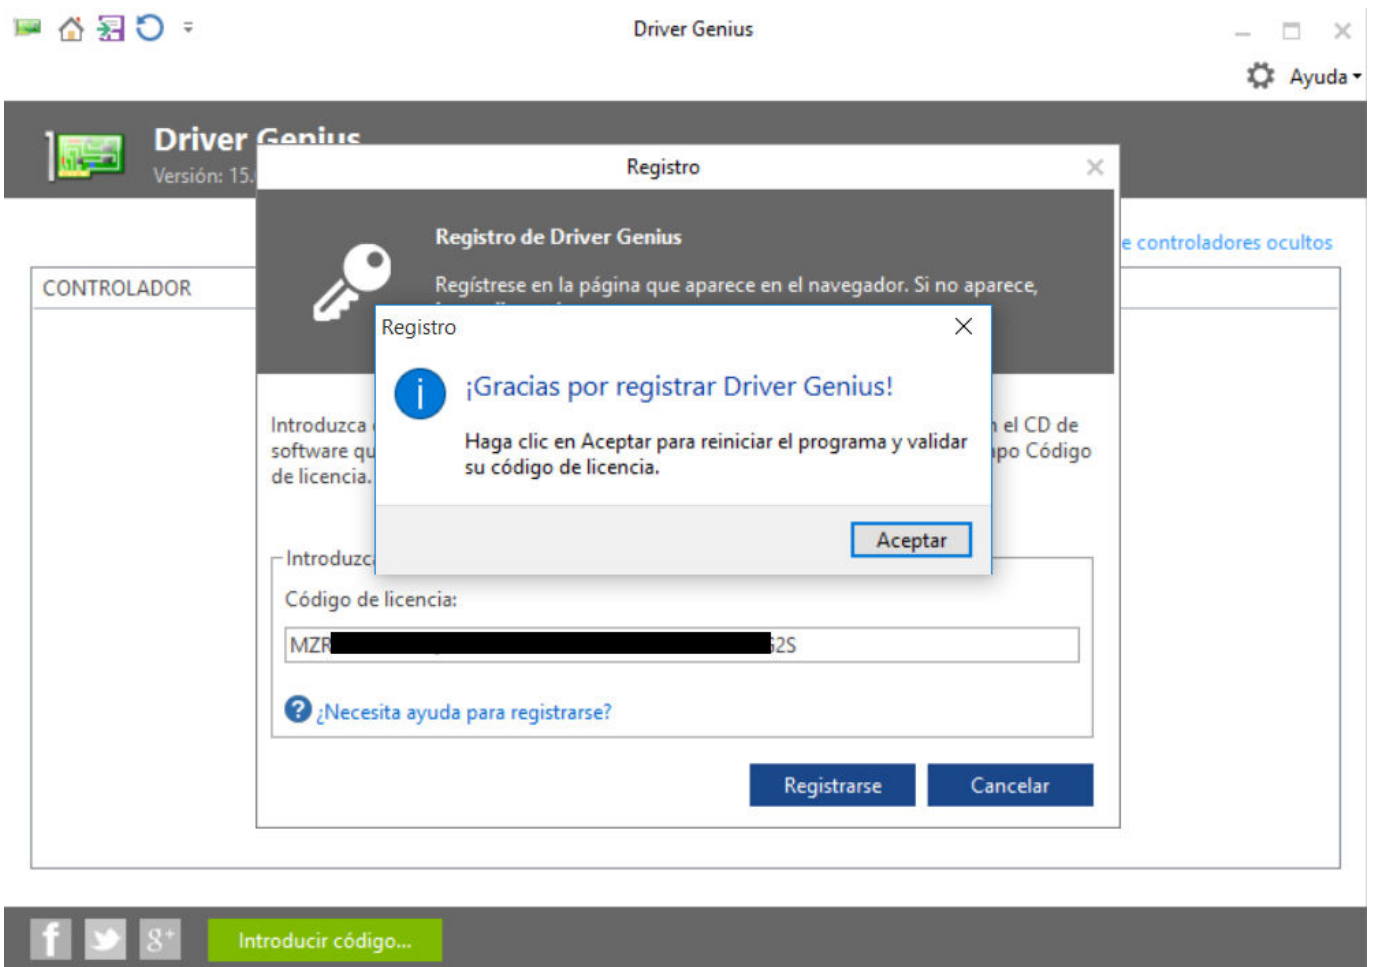 Driver Genius
Ayuda
Driver Genius
Versión: 15.
Registro
Registro de Driver Genius
Regístrese en la página que aparece en el navegador. Si no aparece,
e controladores ocultos
CONTROLADOR
Registro
¡Gracias por registrar Driver Genius!
Haga clic en Aceptar para reiniciar el programa y validar
su código de licencia.
Aceptar
Introduzca n el CD de
software qu po Código
de licencia.
Introduzca
Código de licencia:
MZR G2S
¿Necesita ayuda para registrarse?
Registrarse
Cancelar
f g+
Introducir código...